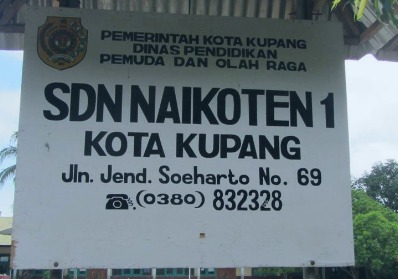 PEMERINTAH KOTA KUPANG
DINAS PENDIDIKAN
PEMUDA DAN OLAH RAGA
SDN NAIKOTEN 1
KOTA KUPANG
Jln. Jend. Soeharto No. 69
(0380) 832328